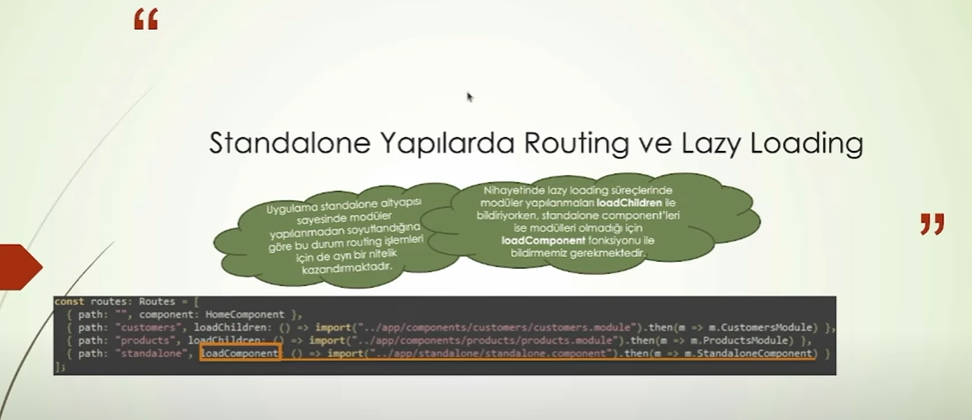 “
Standalone Yapılarda Routing ve Lazy Loading
Uygulama standalone altyapısı
sayesinde modüler
yapılanmadan soyutlandığına
göre bu durum routing işlemleri
için de ayrı bir nitelik
kazandırmaktadır.
Nihayetinde lazy loading süreçlerinde
modüler yapılanmaları loadChildren ile
bildiriyorken, standalone component'leri
ise modülleri olmadığı için
loadComponent fonksiyonu ile
bildirmemiz gerekmektedir.
”
const routes: Routes = [
{ path: "", component: HomeComponent },
{ path: "customers", loadChildren: () => import("../app/components/customers/customers.module").then(m => m.CustomersModule) },
{ path: "products", loadChildren: () => import("../app/components/products/products.module").then(m => m.ProductsModule) },
{ path: "standalone", loadComponent: () => import("../app/standalone/standalone.component").then(m => m.StandaloneComponent) }
];